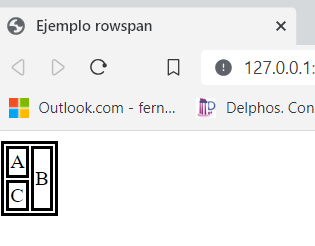 Ejemplo rowspan
127.0.0.1:
Outlook.com - fern... Delphos. Con
A
B
C